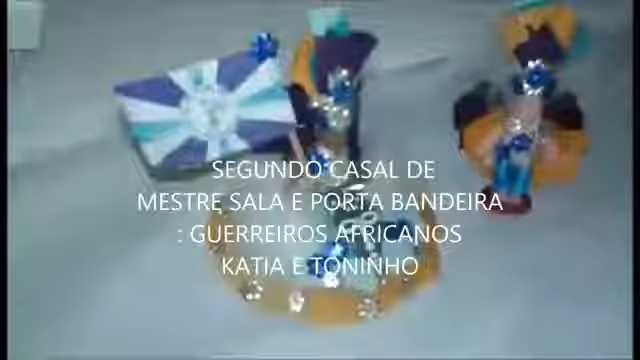 SEGUNDO CASAL DE
MESTRE SALA E PORTA BANDEIRA
: GUERREIROS AFRICANOS
KATIA E TONINHO